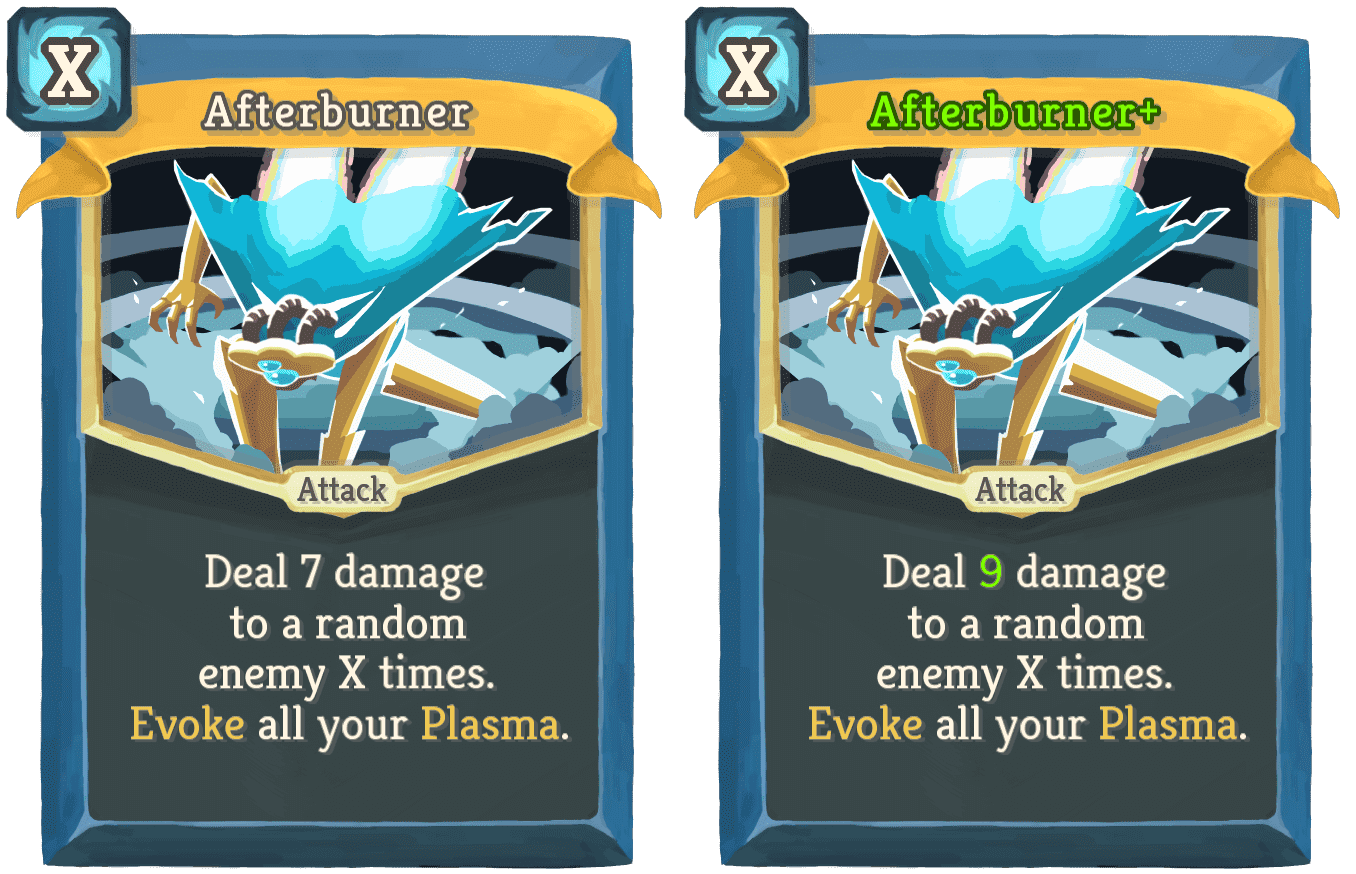 X
Afterburner
Attack
Deal 7 damage
to a random
enemy X times.
Evoke all your Plasma.
X
Afterburner+
Attack
Deal 9 damage
to a random
enemy X times.
Evoke all your Plasma.